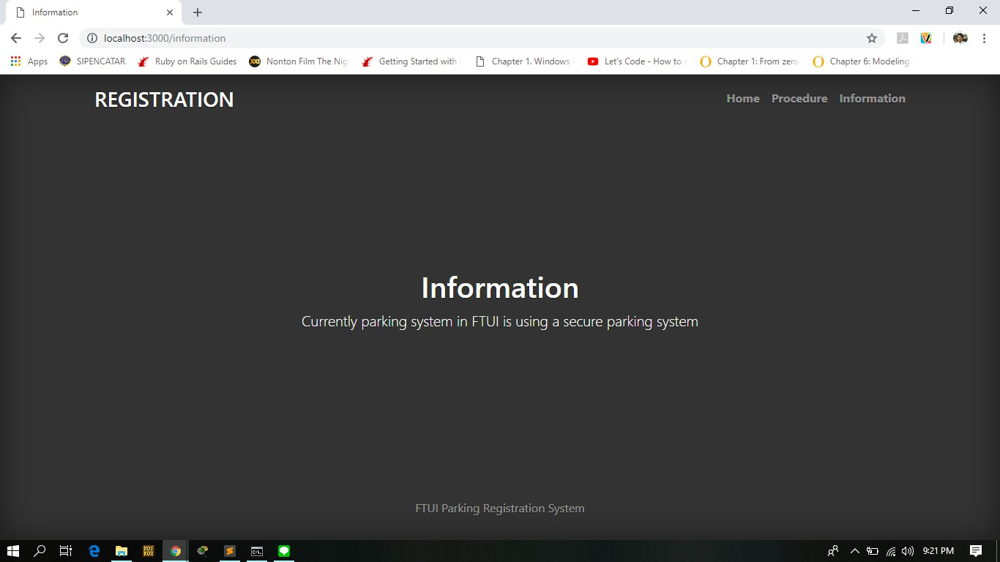 Information
localhost:3000/information
Apps SIPENCATAR Ruby on Rails Guides Nonton Film The Nig Getting Started with Chapter 1. Windows Let's Code - How to s Chapter 1: From zero Chapter 6: Modeling
REGISTRATION Home Procedure Information
Information
Currently parking system in FTUI is using a secure parking system
FTUI Parking Registration System
DOS BOX C:\. 9:21 PM